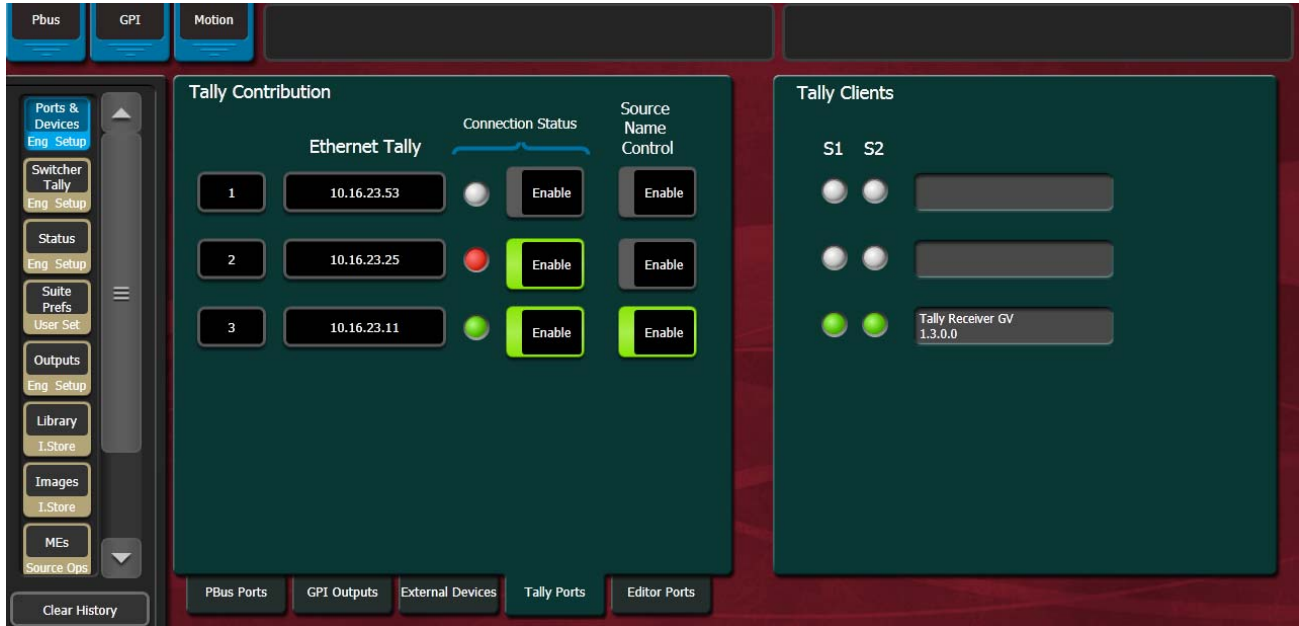 Pbus
GPI
Motion
Ports &
Devices
Eng Setup
Switcher
Tally
Eng Setup
Status
Eng Setup
Suite
Prefs
User Set
Outputs
Eng Setup
Library
I.Store
Images
I.Store
MEs
Source Ops
Clear History
Tally Contribution
Ethernet Tally
Connection Status
Source
Name
Control
1
10.16.23.53
Enable
Enable
2
10.16.23.25
Enable
Enable
3
10.16.23.11
Enable
Enable
PBus Ports
GPI Outputs
External Devices
Tally Ports
Editor Ports
Tally Clients
S1 S2
Tally Receiver GV
1.3.0.0